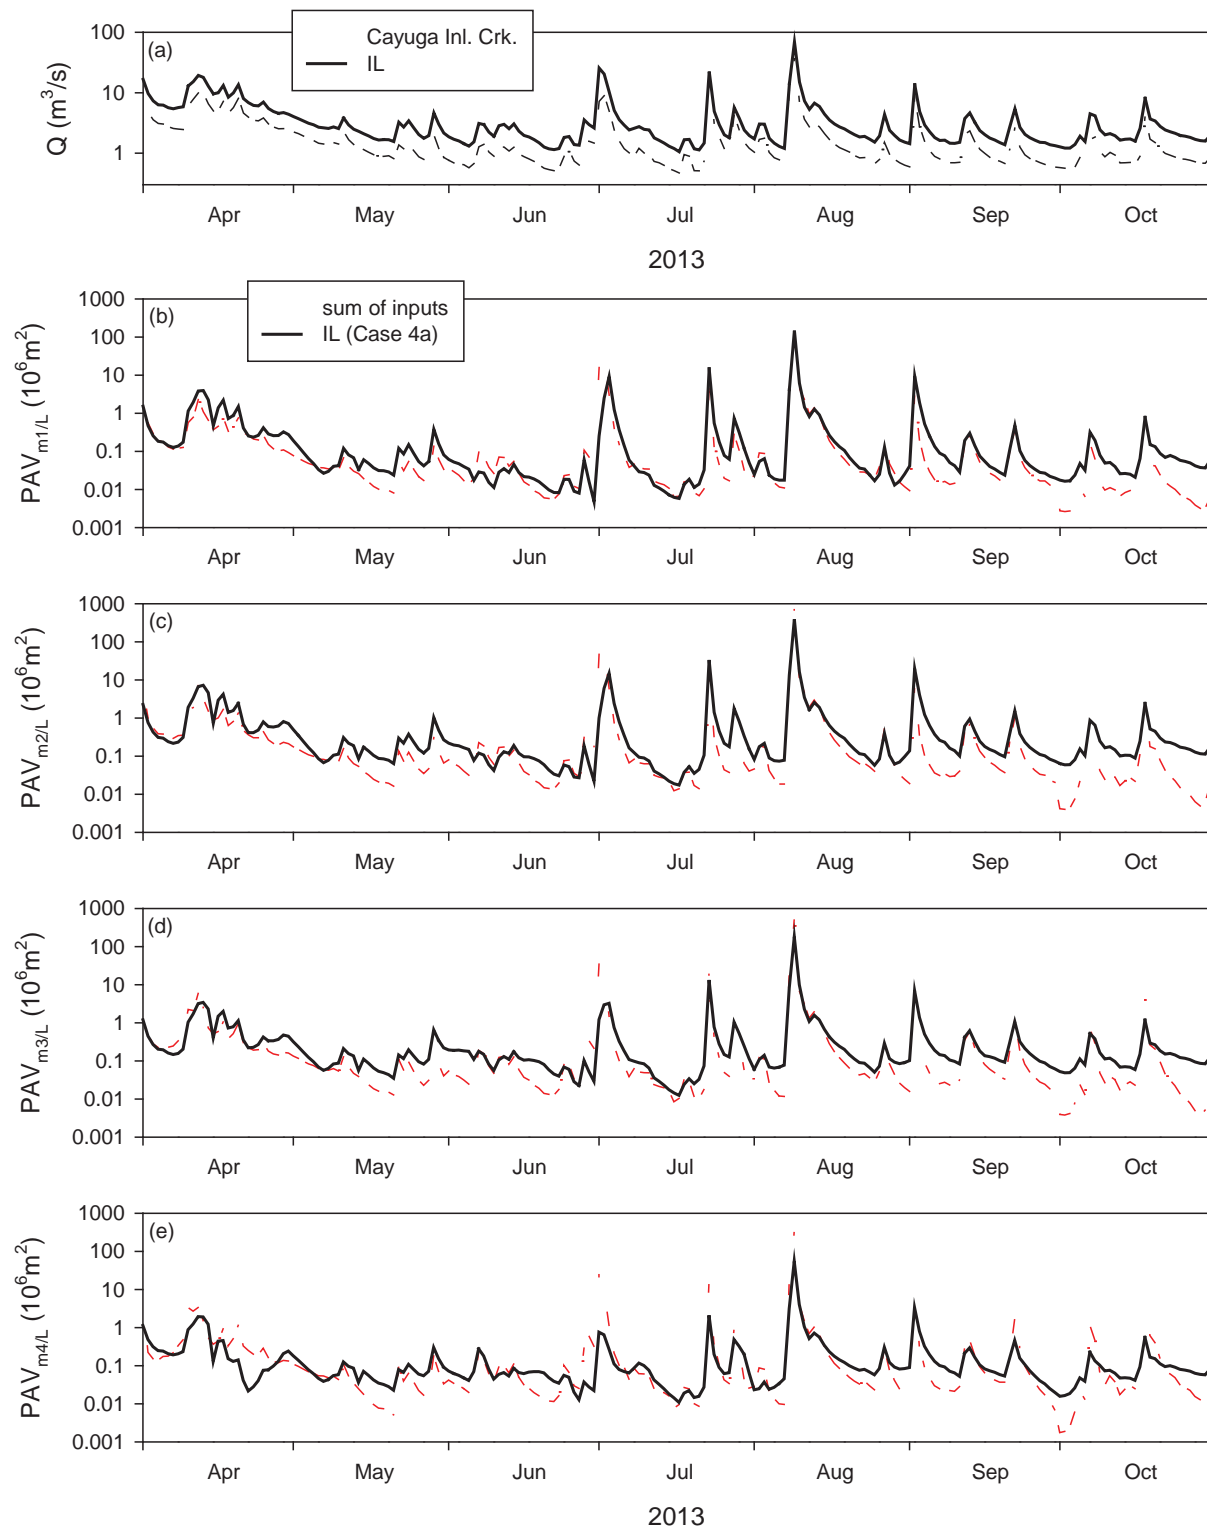 (a)
Cayuga Inl. Crk.
IL
Q (m³/s)
100
10
1
Apr May Jun Jul Aug Sep Oct
2013
(b)
sum of inputs
IL (Case 4a)
PAV_m1/L (10⁶m²)
1000
100
10
1
0.1
0.01
0.001
Apr May Jun Jul Aug Sep Oct
(c)
PAV_m2/L (10⁶m²)
1000
100
10
1
0.1
0.01
0.001
Apr May Jun Jul Aug Sep Oct
(d)
PAV_m3/L (10⁶m²)
1000
100
10
1
0.1
0.01
0.001
Apr May Jun Jul Aug Sep Oct
(e)
PAV_m4/L (10⁶m²)
1000
100
10
1
0.1
0.01
0.001
Apr May Jun Jul Aug Sep Oct
2013